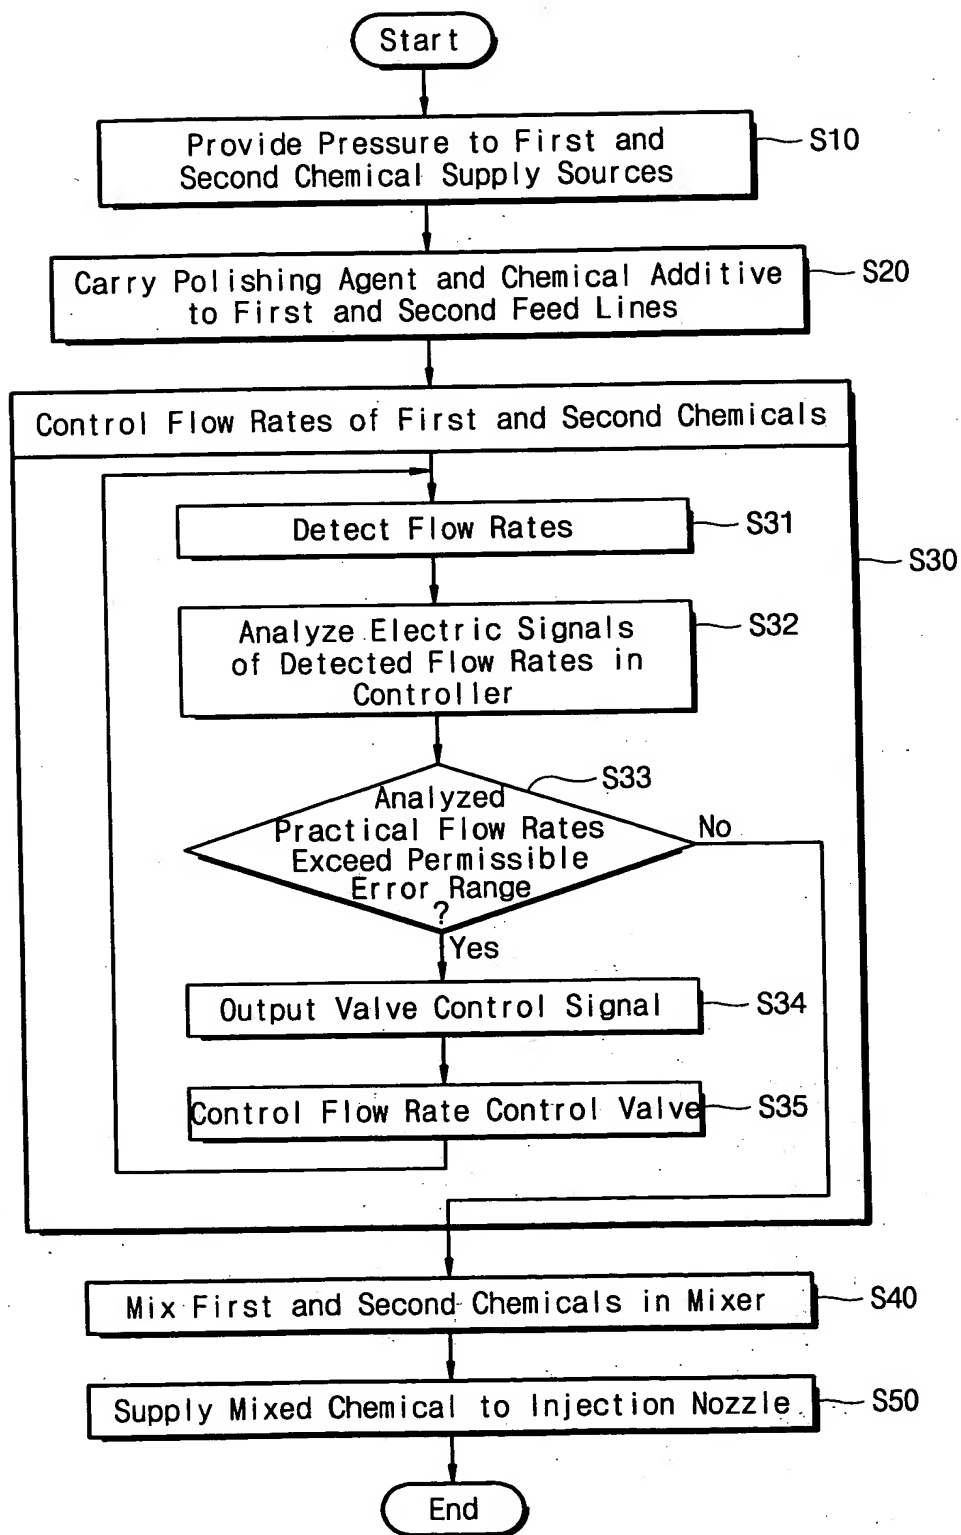 Start
Provide Pressure to First and
Second Chemical Supply Sources
S10
Carry Polishing Agent and Chemical Additive
to First and Second Feed Lines
S20
Control Flow Rates of First and Second Chemicals
S30
Detect Flow Rates
S31
Analyze Electric Signals
of Detected Flow Rates in
Controller
S32
Analyzed
Practical Flow Rates
Exceed Permissible
Error Range
?
S33
No
Yes
Output Valve Control Signal
S34
Control Flow Rate Control Valve
S35
Mix First and Second Chemicals in Mixer
S40
Supply Mixed Chemical to Injection Nozzle
S50
End